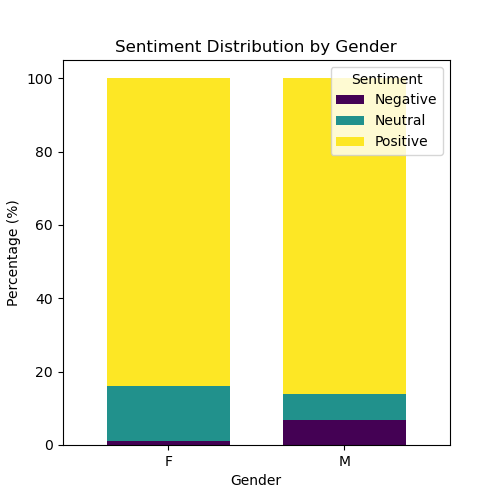 Sentiment Distribution by Gender
Sentiment
Negative
Neutral
Positive
100
80
60
40
20
0
Percentage (%)
F M
Gender